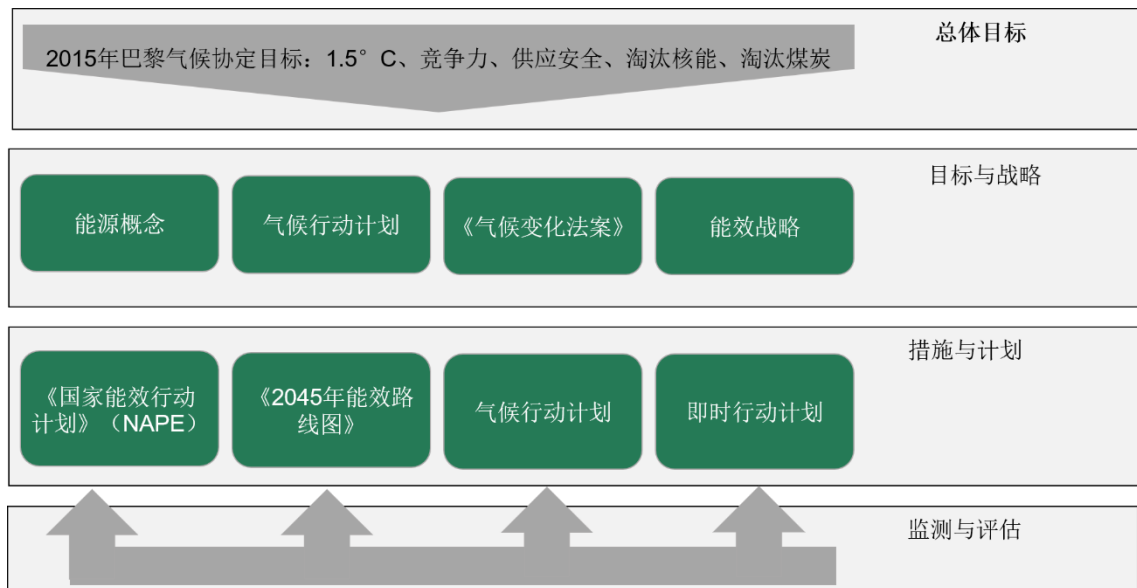 总体目标
2015年巴黎气候协定目标：1.5°C、竞争力、供应安全、淘汰核能、淘汰煤炭
目标与战略
能源概念
气候行动计划
《气候变化法案》
能效战略
措施与计划
《国家能效行动
计划》（NAPE）
《2045年能效路
线图》
气候行动计划
即时行动计划
监测与评估